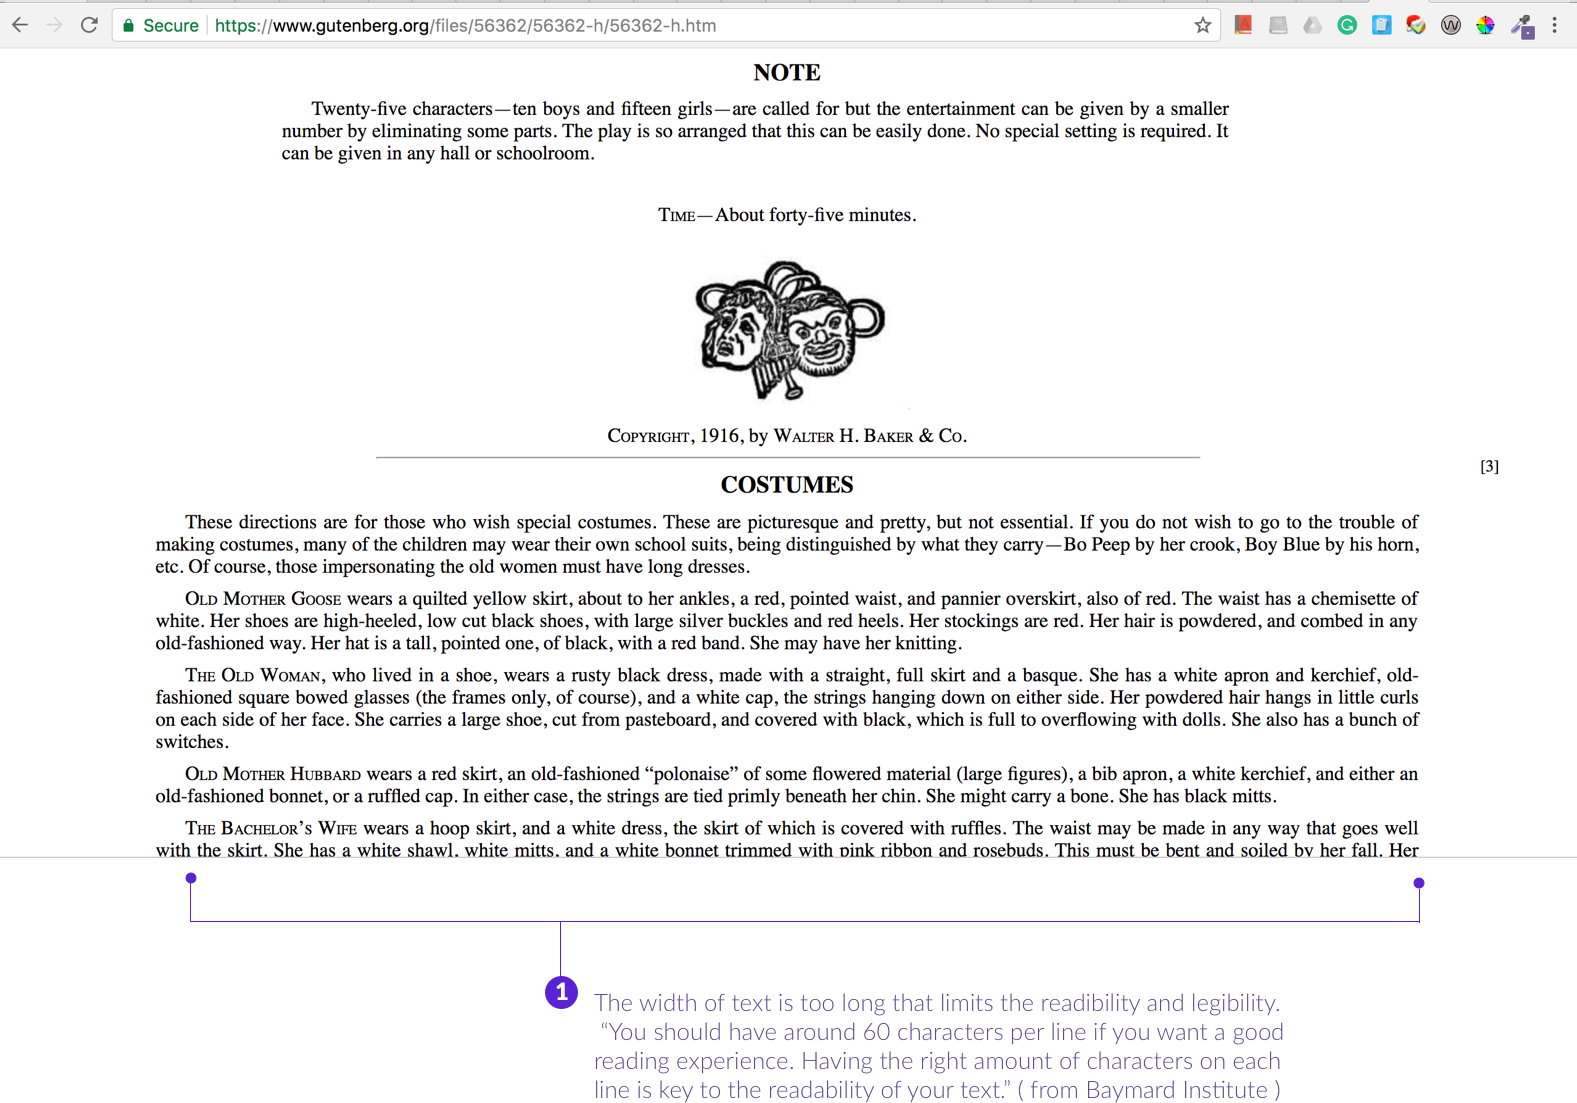 Secure https://www.gutenberg.org/files/56362/56362-h/56362-h.htm
NOTE
Twenty-five characters—ten boys and fifteen girls—are called for but the entertainment can be given by a smaller
number by eliminating some parts. The play is so arranged that this can be easily done. No special setting is required. It
can be given in any hall or schoolroom.
TIME—About forty-five minutes.
COPYRIGHT, 1916, by WALTER H. BAKER & CO.
[3]
COSTUMES
These directions are for those who wish special costumes. These are picturesque and pretty, but not essential. If you do not wish to go to the trouble of
making costumes, many of the children may wear their own school suits, being distinguished by what they carry—Bo Peep by her crook, Boy Blue by his horn,
etc. Of course, those impersonating the old women must have long dresses.
OLD MOTHER GOOSE wears a quilted yellow skirt, about to her ankles, a red, pointed waist, and pannier overskirt, also of red. The waist has a chemisette of
white. Her shoes are high-heeled, low cut black shoes, with large silver buckles and red heels. Her stockings are red. Her hair is powdered, and combed in any
old-fashioned way. Her hat is a tall, pointed one, of black, with a red band. She may have her knitting.
THE OLD WOMAN, who lived in a shoe, wears a rusty black dress, made with a straight, full skirt and a basque. She has a white apron and kerchief, old-
fashioned square bowed glasses (the frames only, of course), and a white cap, the strings hanging down on either side. Her powdered hair hangs in little curls
on each side of her face. She carries a large shoe, cut from pasteboard, and covered with black, which is full to overflowing with dolls. She also has a bunch of
switches.
OLD MOTHER HUBBARD wears a red skirt, an old-fashioned “polonaise” of some flowered material (large figures), a bib apron, a white kerchief, and either an
old-fashioned bonnet, or a ruffled cap. In either case, the strings are tied primly beneath her chin. She might carry a bone. She has black mitts.
THE BACHELOR’S WIFE wears a hoop skirt, and a white dress, the skirt of which is covered with ruffles. The waist may be made in any way that goes well
with the skirt. She has a white shawl, white mitts, and a white bonnet trimmed with pink ribbon and rosebuds. This must be bent and soiled by her fall. Her
1
The width of text is too long that limits the readibility and legibility.
“You should have around 60 characters per line if you want a good
reading experience. Having the right amount of characters on each
line is key to the readability of your text.” ( from Baymard Institute )